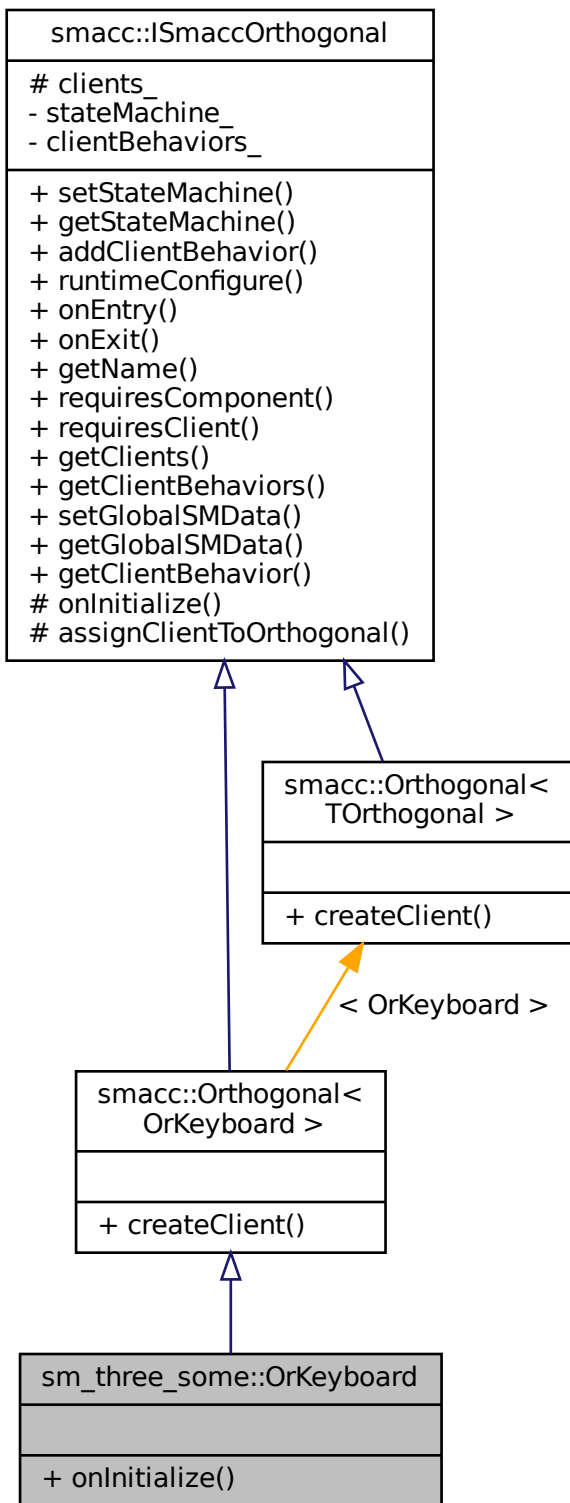 smacc::ISmaccOrthogonal
# clients_
- stateMachine_
- clientBehaviors_
+ setStateMachine()
+ getStateMachine()
+ addClientBehavior()
+ runtimeConfigure()
+ onEntry()
+ onExit()
+ getName()
+ requiresComponent()
+ requiresClient()
+ getClients()
+ getClientBehaviors()
+ setGlobalSMData()
+ getGlobalSMData()
+ getClientBehavior()
# onInitialize()
# assignClientToOrthogonal()
smacc::Orthogonal<
TOrthogonal >
+ createClient()
< OrKeyboard >
smacc::Orthogonal<
OrKeyboard >
+ createClient()
sm_three_some::OrKeyboard
+ onInitialize()